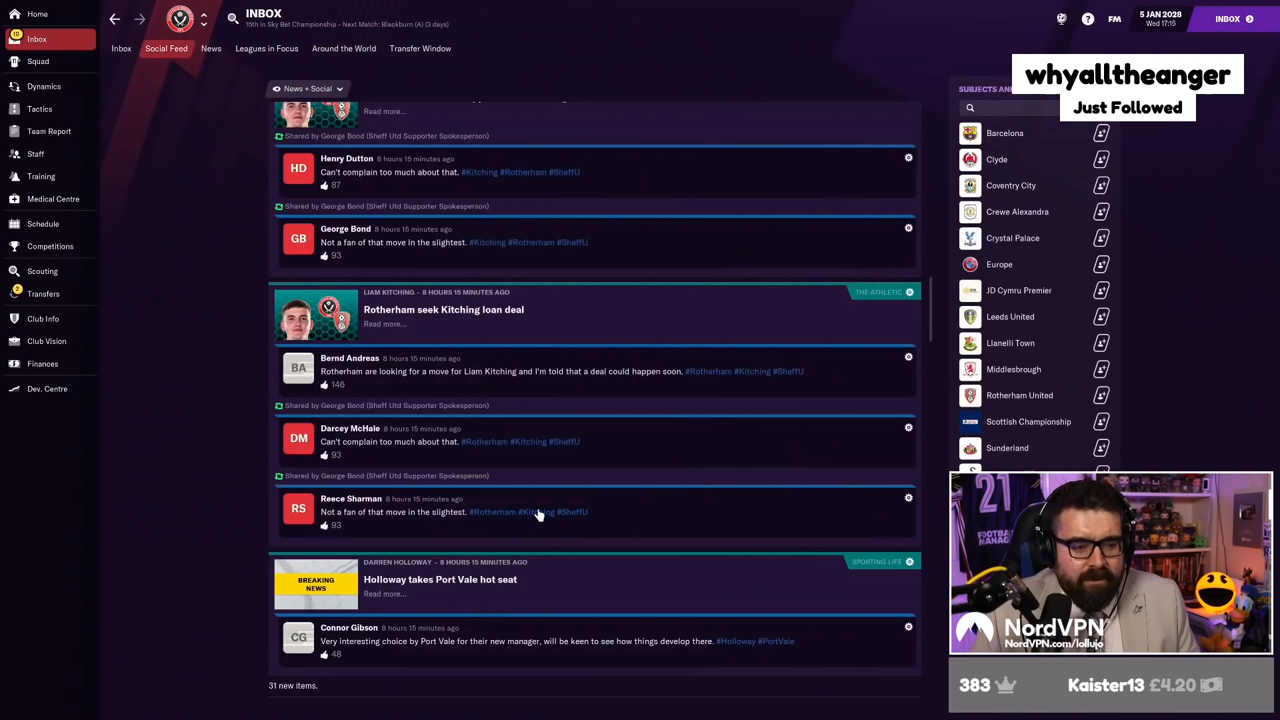 Home
INBOX
15th in Sky Bet Championship - Next Match: Blackburn (A) (3 days)
FM
5 JAN 2028
Wed 17:15
INBOX
10
Inbox
Squad
Dynamics
Tactics
Team Report
Staff
Training
Medical Centre
Schedule
Competitions
Scouting
2
Transfers
Club Info
Club Vision
Finances
Dev. Centre
Inbox
Social Feed
News
Leagues in Focus
Around the World
Transfer Window
News + Social
Read more...
Shared by George Bond (Sheff Utd Supporter Spokesperson)
HD
Henry Dutton 8 hours 15 minutes ago
Can't complain too much about that. #Kitching #Rotherham #SheffU
87
Shared by George Bond (Sheff Utd Supporter Spokesperson)
GB
George Bond 8 hours 15 minutes ago
Not a fan of that move in the slightest. #Kitching #Rotherham #SheffU
93
LIAM KITCHING - 8 HOURS 15 MINUTES AGO
THE ATHLETIC
Rotherham seek Kitching loan deal
Read more...
BA
Bernd Andreas 8 hours 15 minutes ago
Rotherham are looking for a move for Liam Kitching and I'm told that a deal could happen soon. #Rotherham #Kitching #SheffU
146
Shared by George Bond (Sheff Utd Supporter Spokesperson)
DM
Darcey McHale 8 hours 15 minutes ago
Can't complain too much about that. #Rotherham #Kitching #SheffU
93
Shared by George Bond (Sheff Utd Supporter Spokesperson)
RS
Reece Sharman 8 hours 15 minutes ago
Not a fan of that move in the slightest. #Rotherham #Kitching #SheffU
93
DARREN HOLLOWAY - 8 HOURS 15 MINUTES AGO
SPORTING LIFE
BREAKING
NEWS
Holloway takes Port Vale hot seat
Read more...
CG
Connor Gibson 8 hours 15 minutes ago
Very interesting choice by Port Vale for their new manager, will be keen to see how things develop there. #Holloway #PortVale
48
31 new items.
whyalltheanger
Just Followed
Barcelona
Clyde
Coventry City
Crewe Alexandra
Crystal Palace
Europe
JD Cymru Premier
Leeds United
Llanelli Town
Middlesbrough
Rotherham United
Scottish Championship
Sunderland
21
NordVPN
NordVPN.com/lollujo
383
Kaister13 £4.20